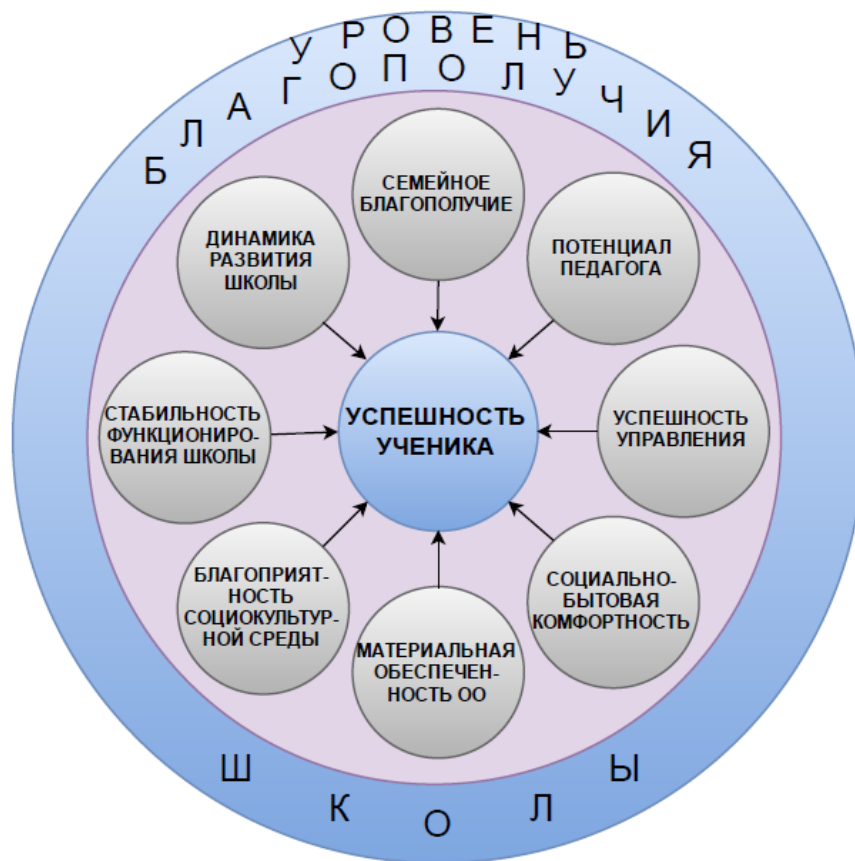 УРОВЕНЬ
БЛАГОПОЛУЧИЯ
СЕМЕЙНОЕ
БЛАГОПОЛУЧИЕ
ПОТЕНЦИАЛ
ПЕДАГОГА
УСПЕШНОСТЬ
УПРАВЛЕНИЯ
СОЦИАЛЬНО-
БЫТОВАЯ
КОМФОРТНОСТЬ
МАТЕРИАЛЬНАЯ
ОБЕСПЕЧЕН-
НОСТЬ ОО
БЛАГОПРИЯТ-
НОСТЬ
СОЦИОКУЛЬТУР-
НОЙ СРЕДЫ
СТАБИЛЬНОСТЬ
ФУНКЦИОНИРО-
ВАНИЯ ШКОЛЫ
ДИНАМИКА
РАЗВИТИЯ
ШКОЛЫ
УСПЕШНОСТЬ
УЧЕНИКА
ШКОЛЫ